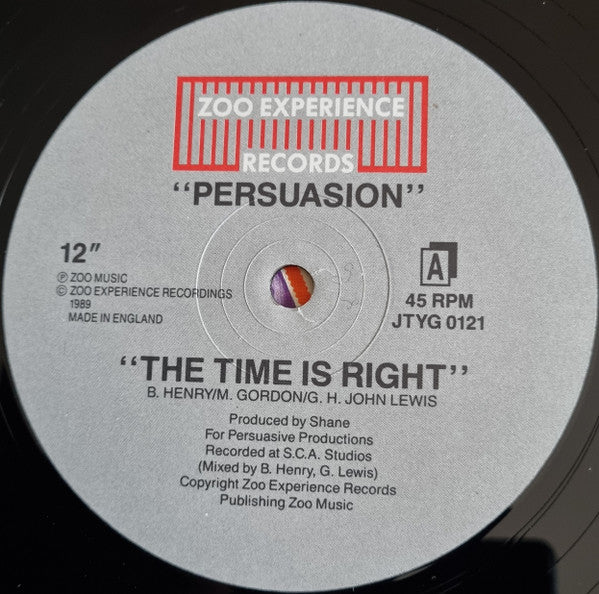 ZOO EXPERIENCE
RECORDS
“PERSUASION”
12”
Ⓟ ZOO MUSIC
© ZOO EXPERIENCE RECORDINGS
1989
MADE IN ENGLAND
A
45 RPM
JTYG 0121
“THE TIME IS RIGHT”
B. HENRY/M. GORDON/G. H. JOHN LEWIS
Produced by Shane
For Persuasive Productions
Recorded at S.C.A. Studios
(Mixed by B. Henry, G. Lewis)
Copyright Zoo Experience Records
Publishing Zoo Music